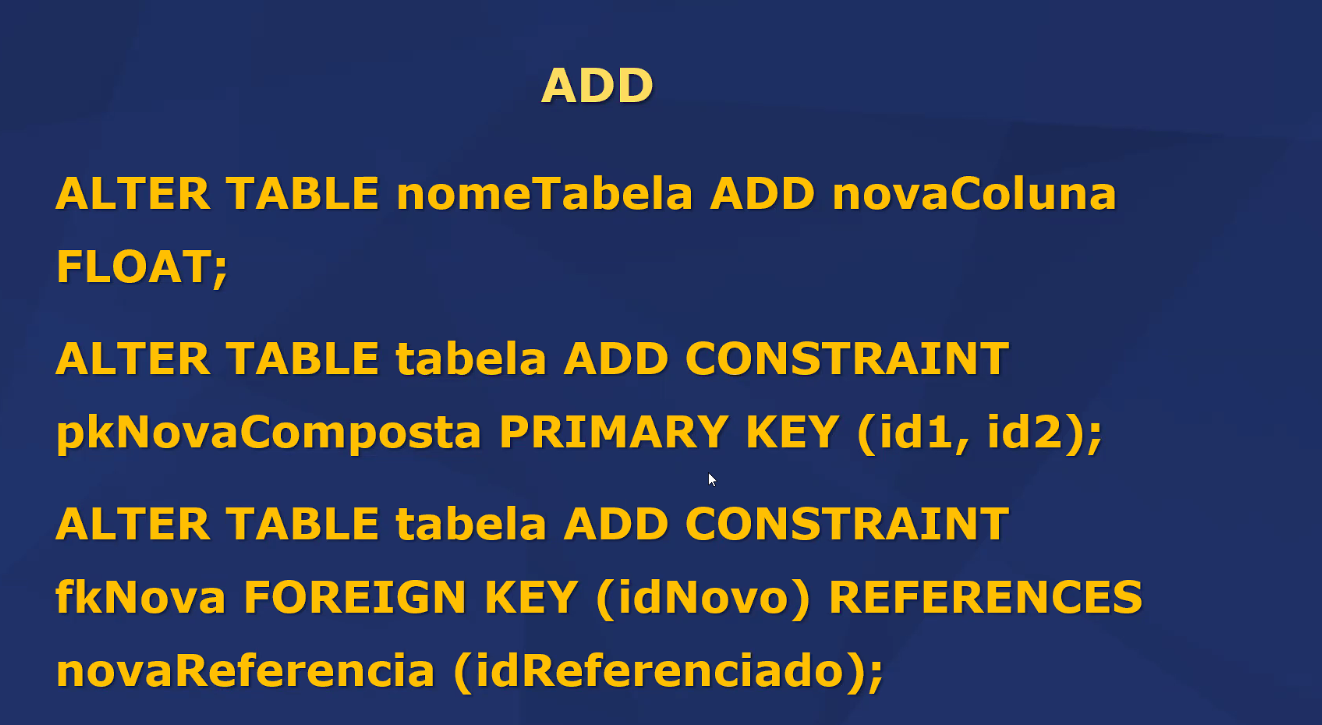 ADD
ALTER TABLE nomeTabela ADD novaColuna
FLOAT;
ALTER TABLE tabela ADD CONSTRAINT
pkNovaComposta PRIMARY KEY (id1, id2);
ALTER TABLE tabela ADD CONSTRAINT
fkNova FOREIGN KEY (idNovo) REFERENCES
novaReferencia (idReferenciado);